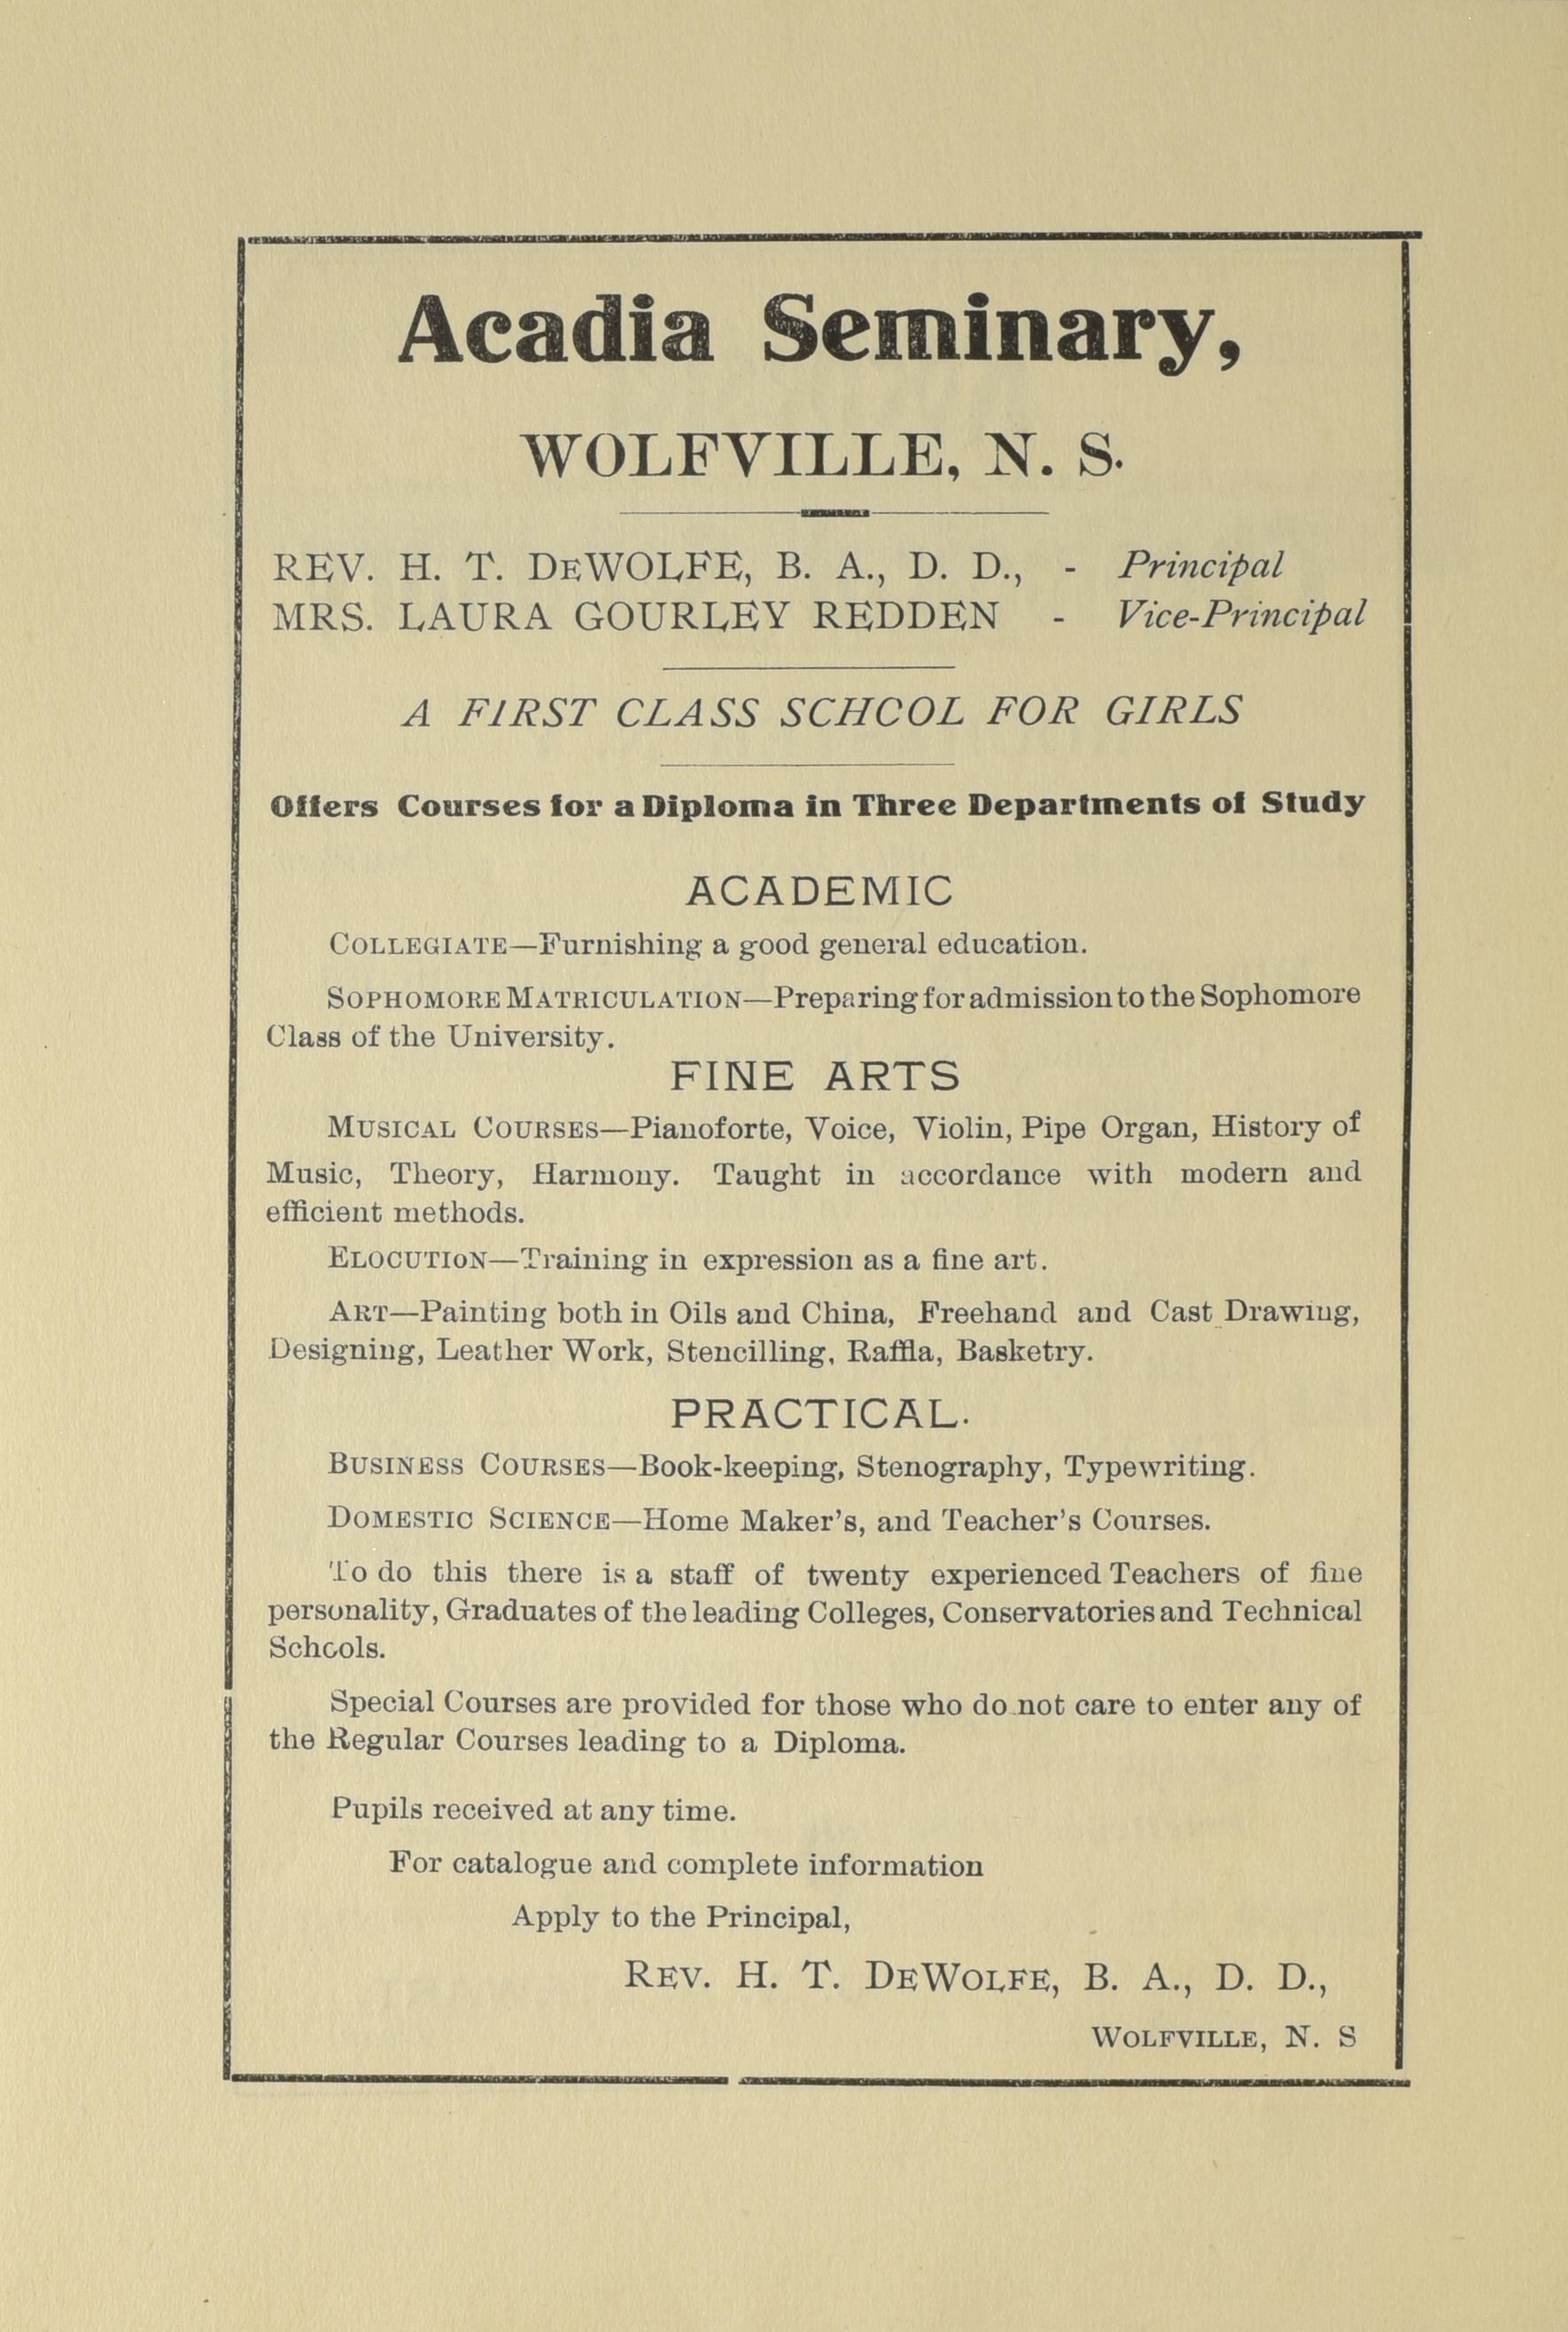 Acadia Seminary,
WOLFVILLE, N. S.
REV. H. T. DEWOLFE, B. A., D. D., - Principal
MRS. LAURA GOURLEY REDDEN - Vice-Principal
A FIRST CLASS SCHCOL FOR GIRLS
Offers Courses for a Diploma in Three Departments of Study
ACADEMIC
COLLEGIATE—Furnishing a good general education.
SOPHOMORE MATRICULATION—Preparing for admission to the Sophomore
Class of the University.
FINE ARTS
MUSICAL COURSES—Pianoforte, Voice, Violin, Pipe Organ, History of
Music, Theory, Harmony. Taught in accordance with modern and
efficient methods.
ELOCUTION—Training in expression as a fine art.
ART—Painting both in Oils and China, Freehand and Cast Drawing,
Designing, Leather Work, Stencilling, Raffla, Basketry.
PRACTICAL.
BUSINESS COURSES—Book-keeping, Stenography, Typewriting.
DOMESTIC SCIENCE—Home Maker's, and Teacher's Courses.
To do this there is a staff of twenty experienced Teachers of fine
personality, Graduates of the leading Colleges, Conservatories and Technical
Schools.
Special Courses are provided for those who do not care to enter any of
the Regular Courses leading to a Diploma.
Pupils received at any time.
For catalogue and complete information
Apply to the Principal,
REV. H. T. DEWOLFE, B. A., D. D.,
WOLFVILLE, N. S